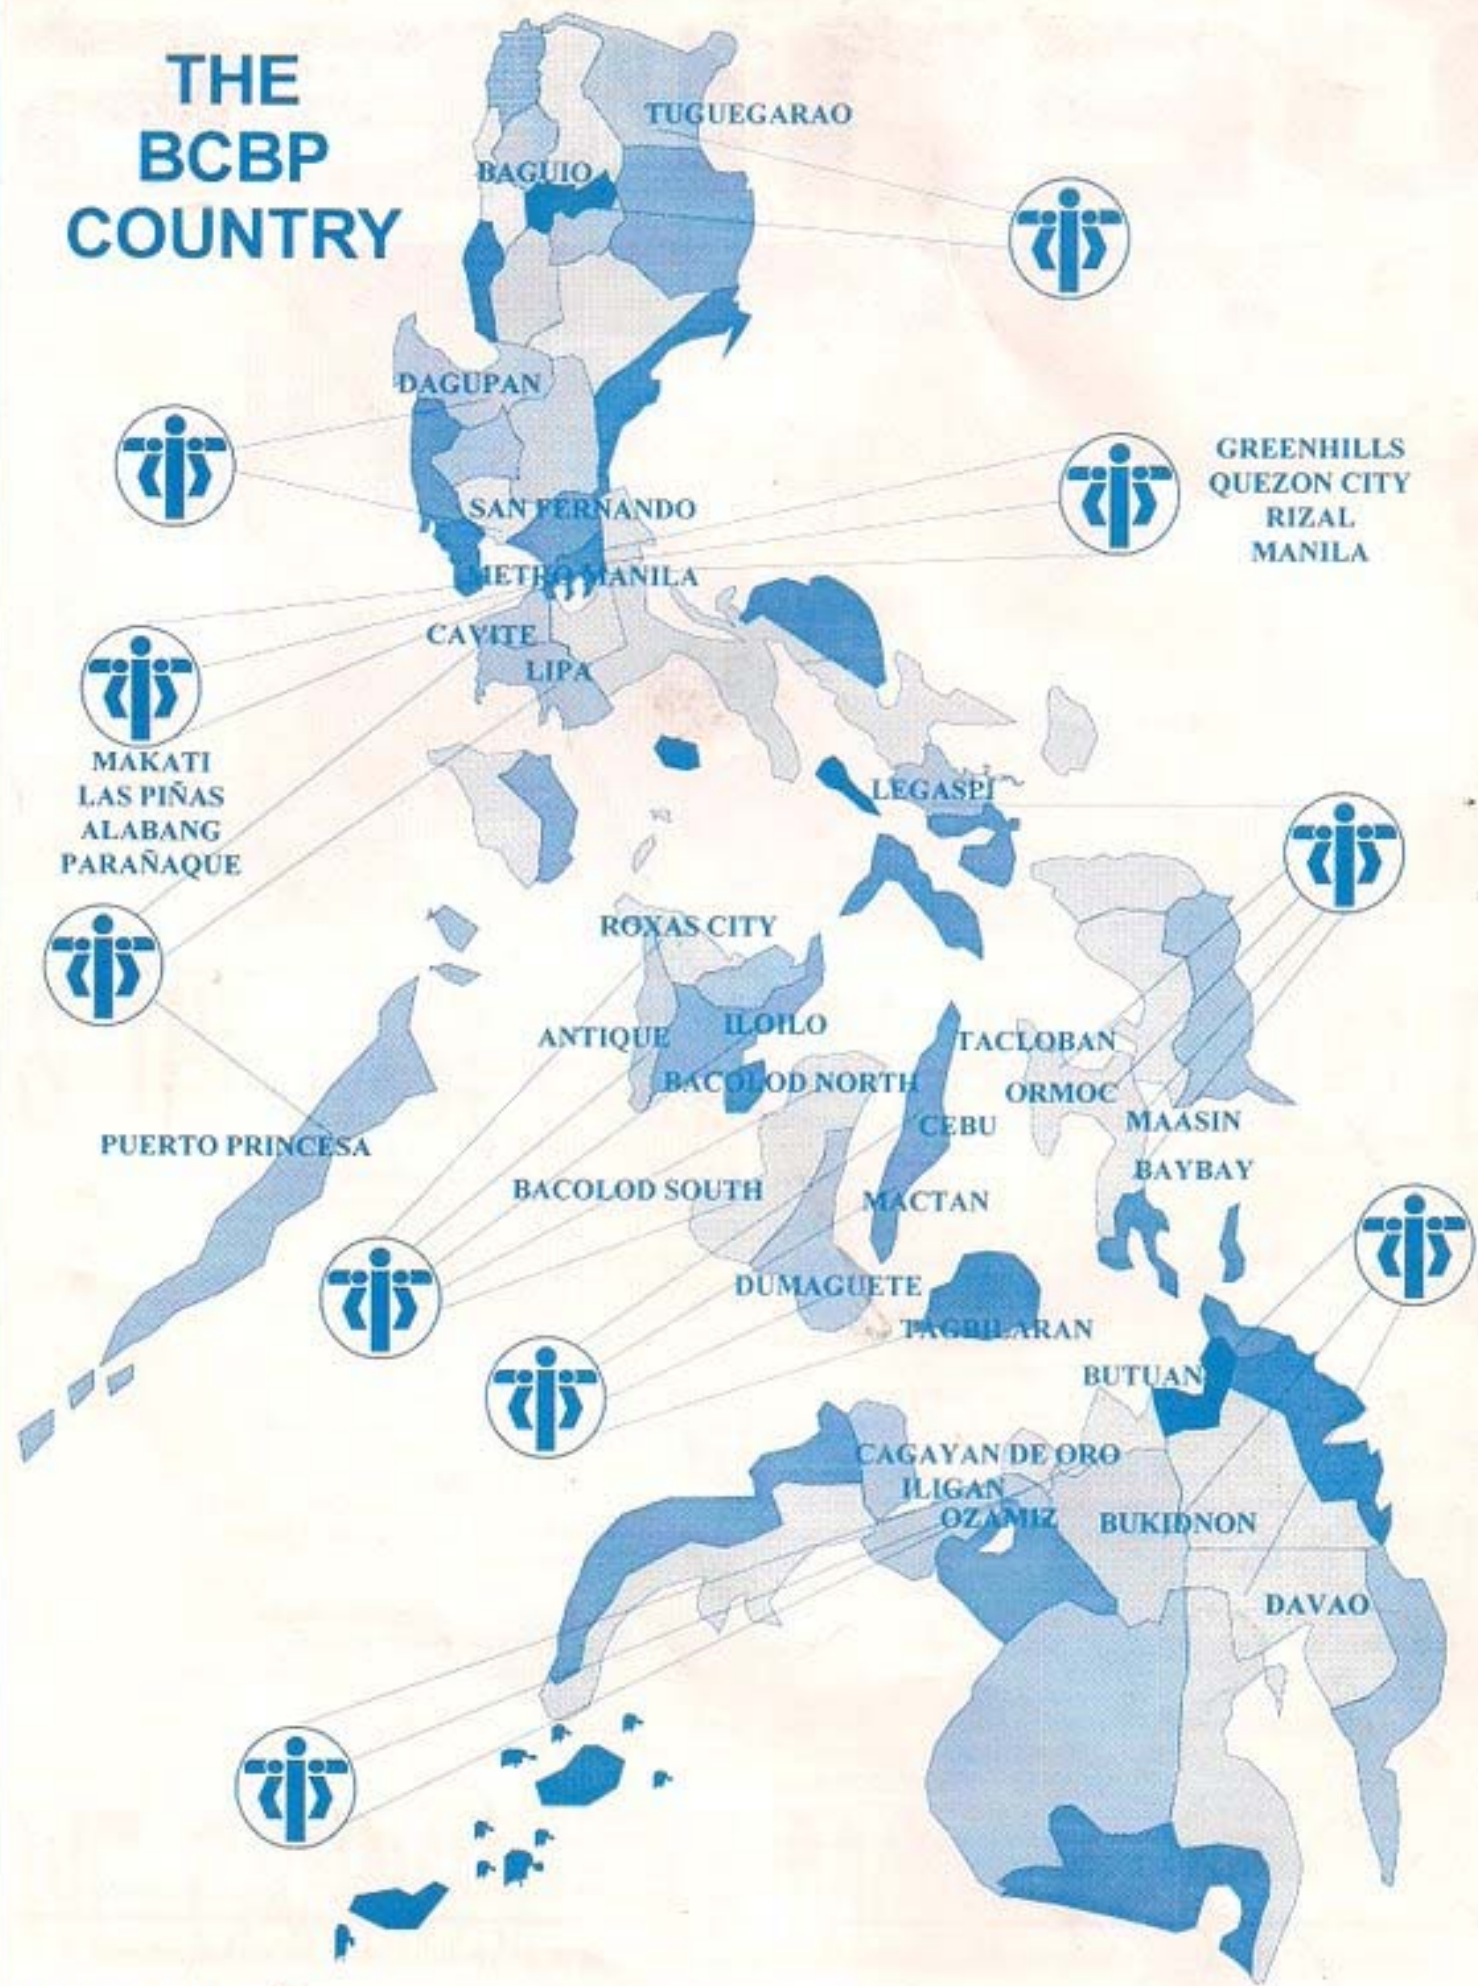 THE
BCBP
COUNTRY
TUGUEGARAO
BAGUIO
DAGUPAN
GREENHILLS
QUEZON CITY
RIZAL
MANILA
SAN FERNANDO
METRO MANILA
CAVITE
LIPA
MAKATI
LAS PIÑAS
ALABANG
PARAÑAQUE
LEGASPI
ROXAS CITY
ANTIQUE
ILOILO
TACLOBAN
BACOLOD NORTH
ORMOC
CEBU
MAASIN
PUERTO PRINCESA
BAYBAY
BACOLOD SOUTH
MACTAN
DUMAGUETE
TAGBILARAN
BUTUAN
CAGAYAN DE ORO
ILIGAN
OZAMIZ
BUKIDNON
DAVAO